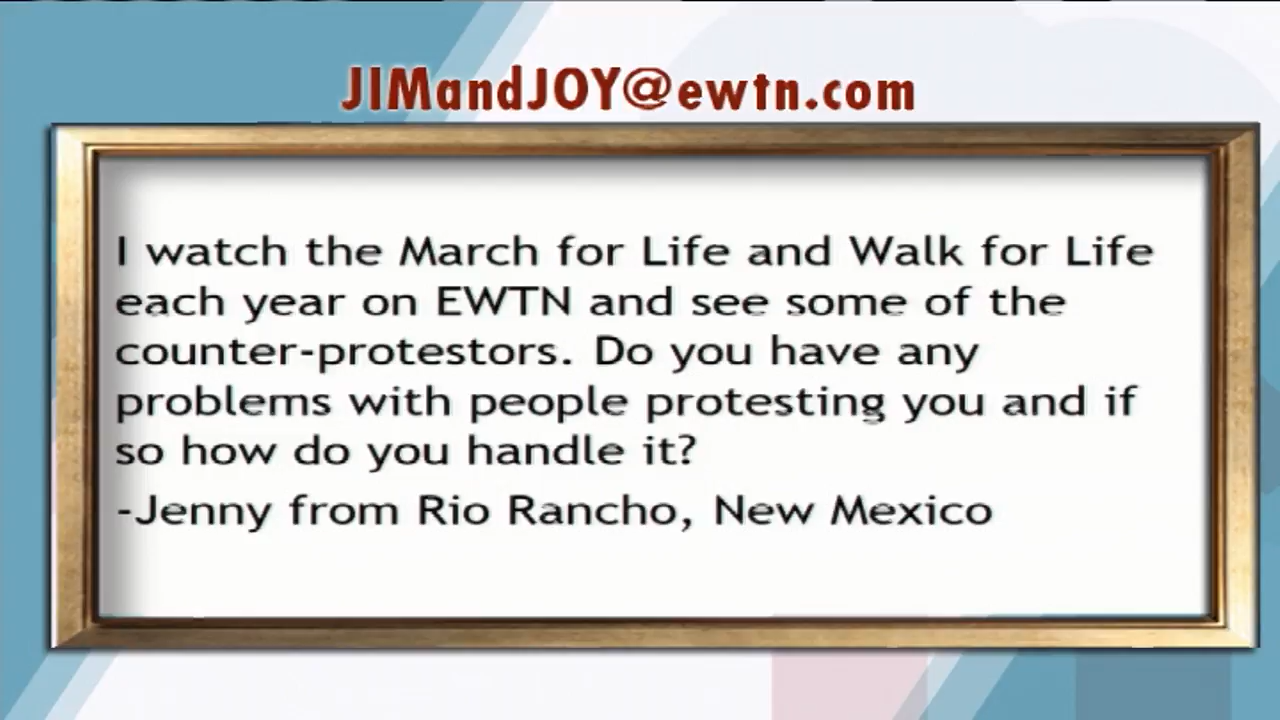 JIMandJOY@ewtn.com
I watch the March for Life and Walk for Life
each year on EWTN and see some of the
counter-protestors. Do you have any
problems with people protesting you and if
so how do you handle it?
-Jenny from Rio Rancho, New Mexico